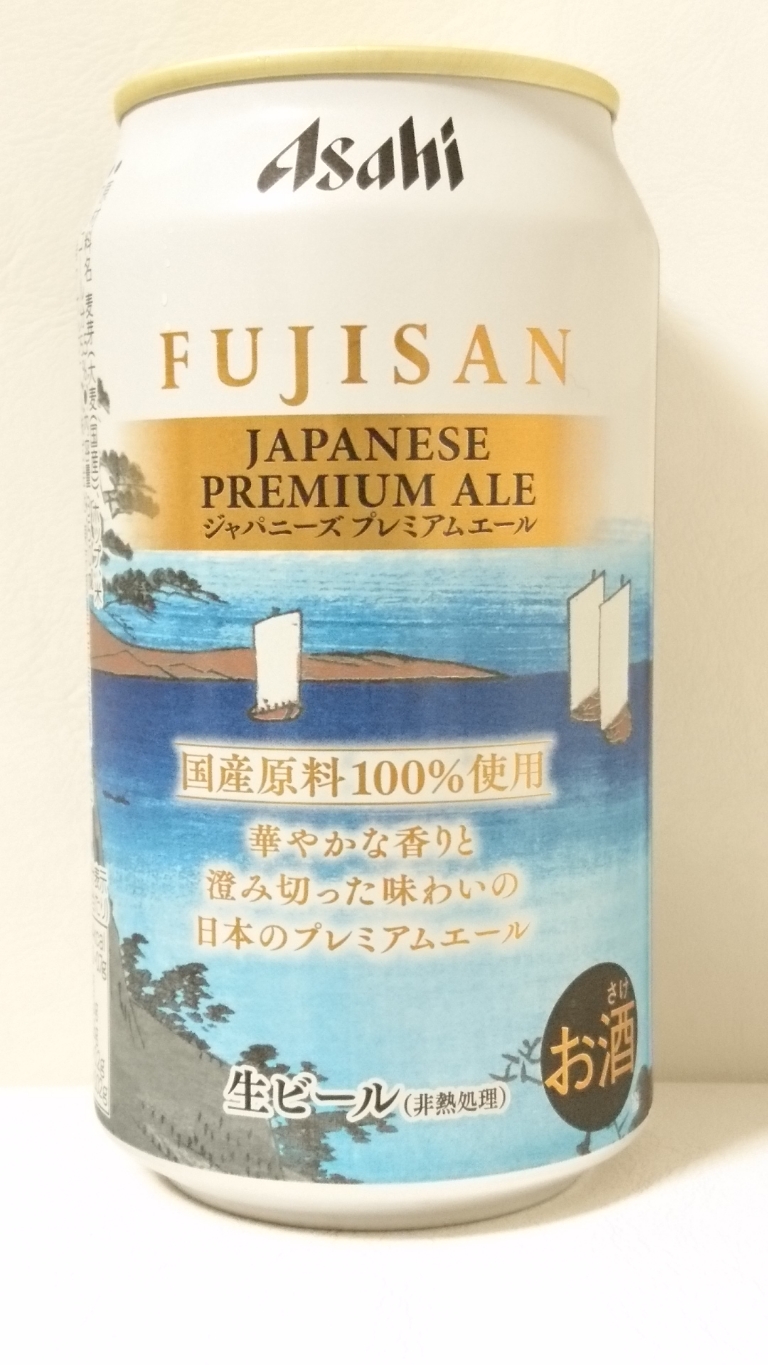 Asahi
FUJISAN
JAPANESE
PREMIUM ALE
ジャパニーズ プレミアムエール
国産原料100%使用
華やかな香りと
澄み切った味わいの
日本のプレミアムエール
さけ
お酒
生ビール(非熱処理)